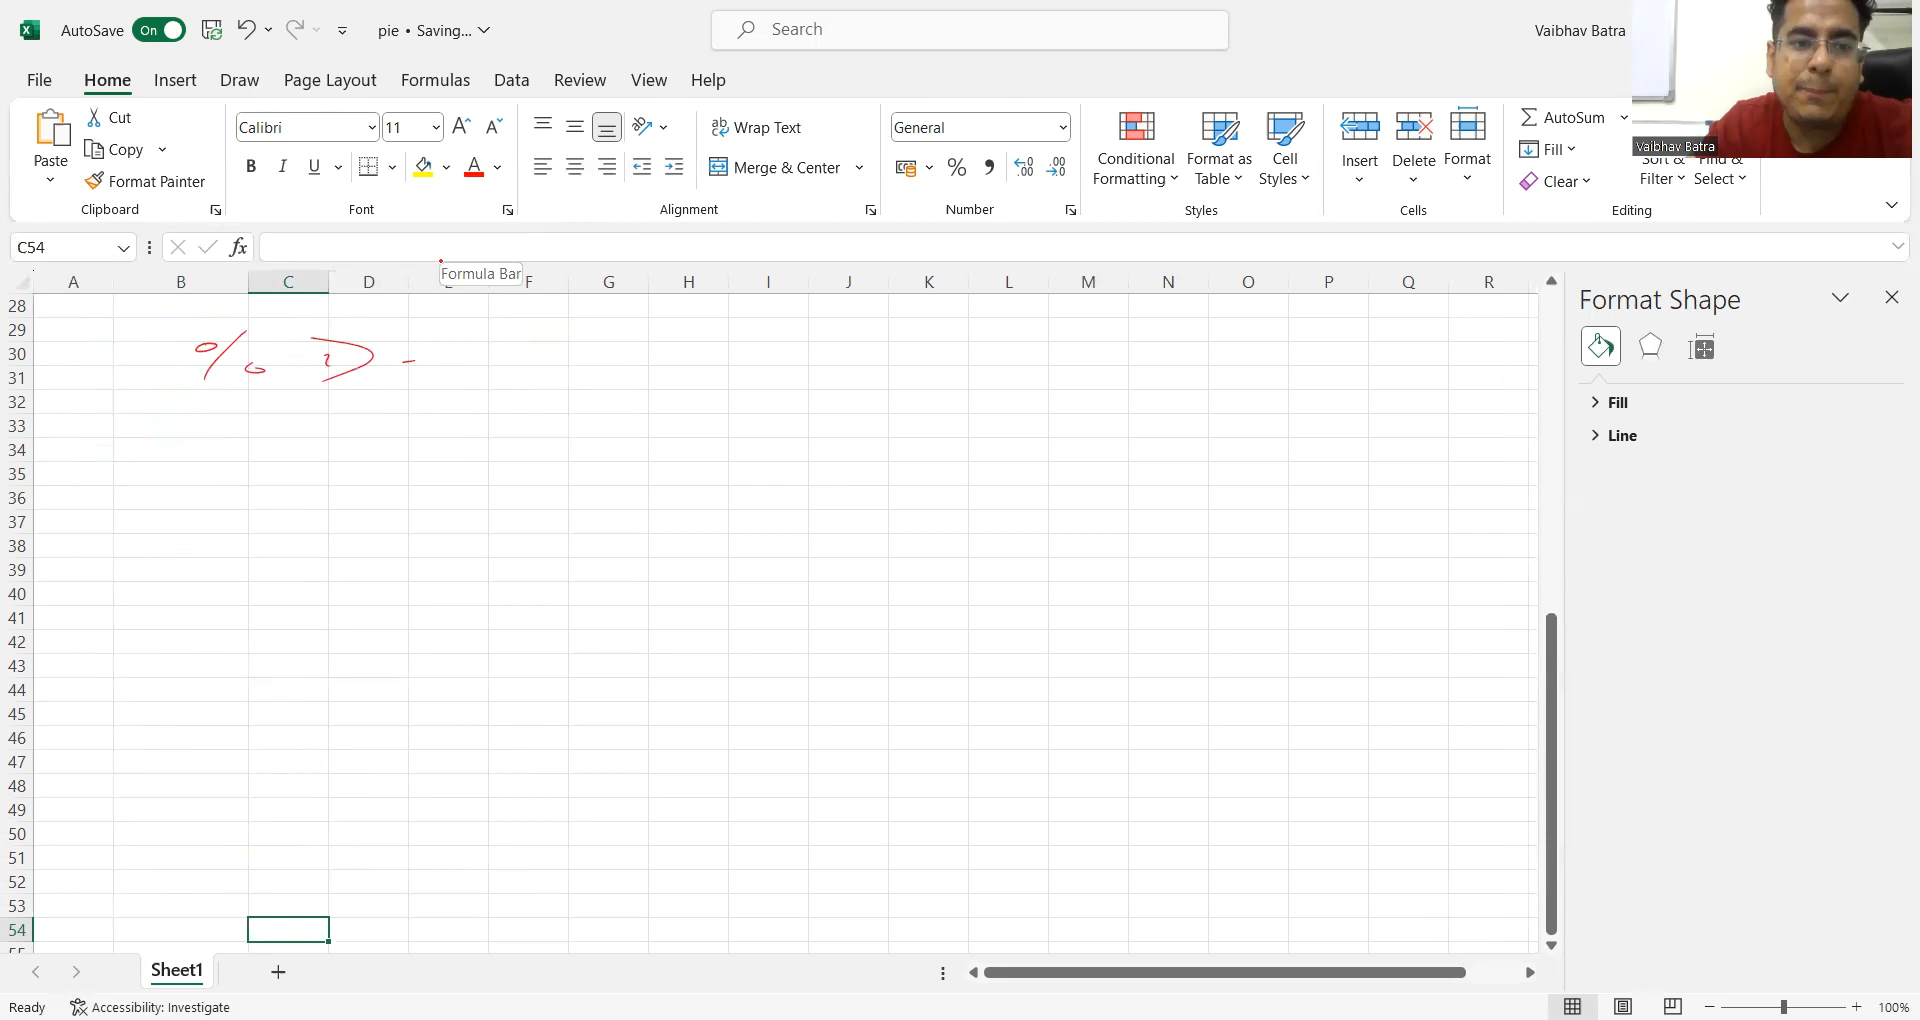 AutoSave On pie • Saving... Search Vaibhav Batra
File Home Insert Draw Page Layout Formulas Data Review View Help
Paste Cut Copy Format Painter Clipboard
Calibri 11 B I U A Font
ab Wrap Text Merge & Center Alignment
General % Number
Conditional Formatting Format as Table Cell Styles Styles
Insert Delete Format Cells
AutoSum Fill Clear Sort & Filter Find & Select Editing
Vaibhav Batra
C54 fx
Formula Bar
A B C D E F G H I J K L M N O P Q R
28
29
30
31
32
33
34
35
36
37
38
39
40
41
42
43
44
45
46
47
48
49
50
51
52
53
54
55
% D -
Format Shape
Fill
Line
Sheet1
Ready Accessibility: Investigate 100%